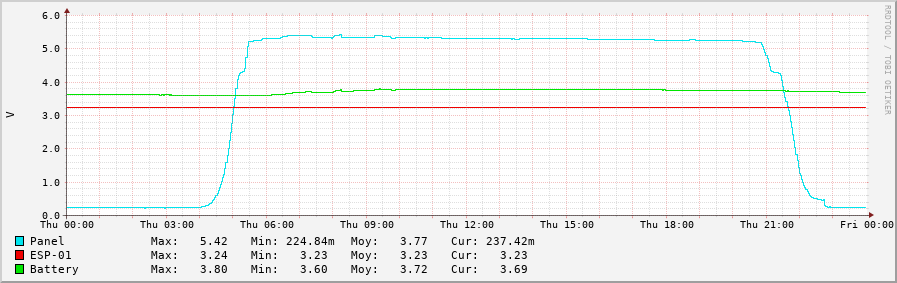 RRDTOOL / TOBI OETIKER
6.0
5.0
4.0
3.0
2.0
1.0
0.0
V
Thu 00:00 Thu 03:00 Thu 06:00 Thu 09:00 Thu 12:00 Thu 15:00 Thu 18:00 Thu 21:00 Fri 00:00
Panel Max: 5.42 Min: 224.84m Moy: 3.77 Cur: 237.42m
ESP-01 Max: 3.24 Min: 3.23 Moy: 3.23 Cur: 3.23
Battery Max: 3.80 Min: 3.60 Moy: 3.72 Cur: 3.69